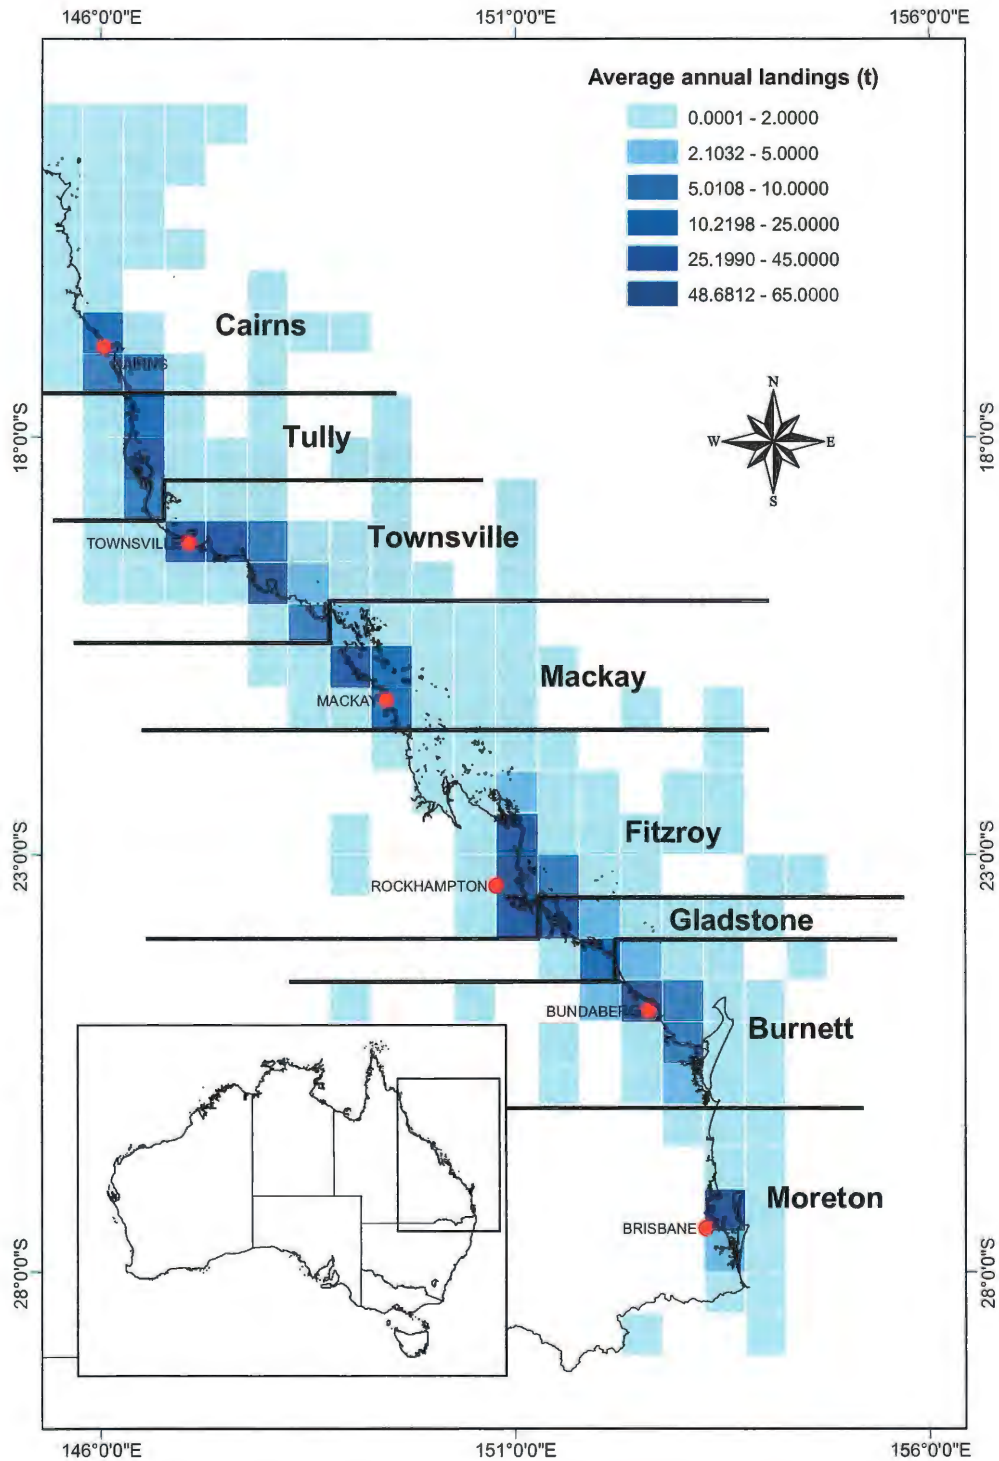 146°0'0"E 151°0'0"E 156°0'0"E
Average annual landings (t)
0.0001 - 2.0000
2.1032 - 5.0000
5.0108 - 10.0000
10.2198 - 25.0000
25.1990 - 45.0000
48.6812 - 65.0000
Cairns
CAIRNS
N
W E
S
18°0'0"S 18°0'0"S
Tully
Townsville
Mackay
MACKAY
Fitzroy
23°0'0"S 23°0'0"S
ROCKHAMPTON
Gladstone
Burnett
Moreton
BRISBANE
28°0'0"S 28°0'0"S
146°0'0"E 151°0'0"E 156°0'0"E